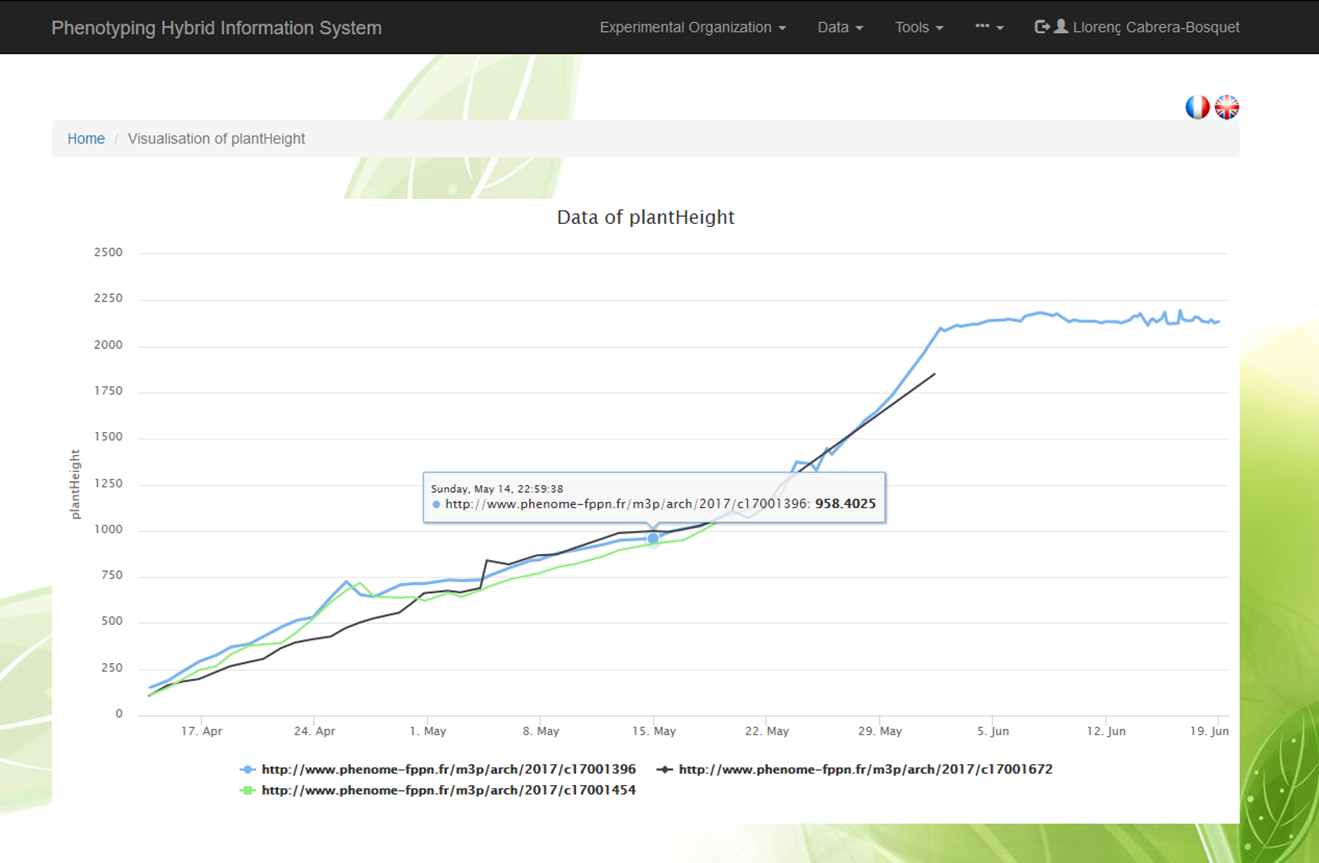 Phenotyping Hybrid Information System
Experimental Organization Data Tools ••• Llorenç Cabrera-Bosquet
Home / Visualisation of plantHeight
Data of plantHeight
2500
2250
2000
1750
1500
1250
1000
750
500
250
0
plantHeight
Sunday, May 14, 22:59:38
http://www.phenome-fppn.fr/m3p/arch/2017/c17001396: 958.4025
17. Apr 24. Apr 1. May 8. May 15. May 22. May 29. May 5. Jun 12. Jun 19. Jun
http://www.phenome-fppn.fr/m3p/arch/2017/c17001396 http://www.phenome-fppn.fr/m3p/arch/2017/c17001672
http://www.phenome-fppn.fr/m3p/arch/2017/c17001454